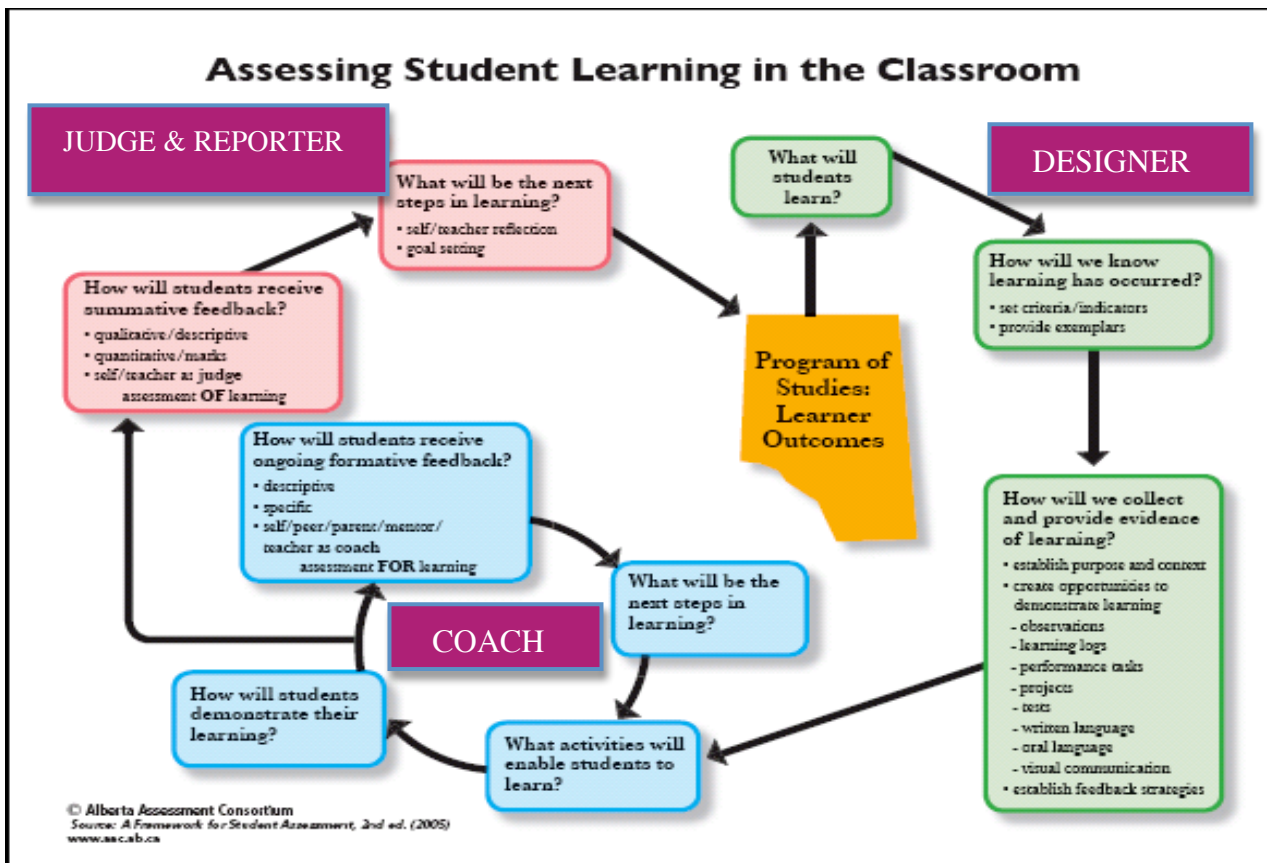 Assessing Student Learning in the Classroom
JUDGE & REPORTER
What will be the next
steps in learning?
• self/teacher reflection
• goal setting
How will students receive
summative feedback?
• qualitative/descriptive
• quantitative/marks
• self/teacher as judge
assessment OF learning
What will
students
learn?
DESIGNER
How will we know
learning has occurred?
• set criteria/indicators
• provide exemplars
Program of
Studies:
Learner
Outcomes
How will we collect
and provide evidence
of learning?
• establish purpose and context
• create opportunities to
demonstrate learning
- observations
- learning logs
- performance tasks
- projects
- tests
- written language
- oral language
- visual communication
• establish feedback strategies
How will students receive
ongoing formative feedback?
• descriptive
• specific
• self/peer/parent/mentor/
teacher as coach
assessment FOR learning
What will be the
next steps in
learning?
COACH
How will students
demonstrate their
learning?
What activities will
enable students to
learn?
© Alberta Assessment Consortium
Source: A Framework for Student Assessment, 2nd ed. (2005)
www.aac.ab.ca